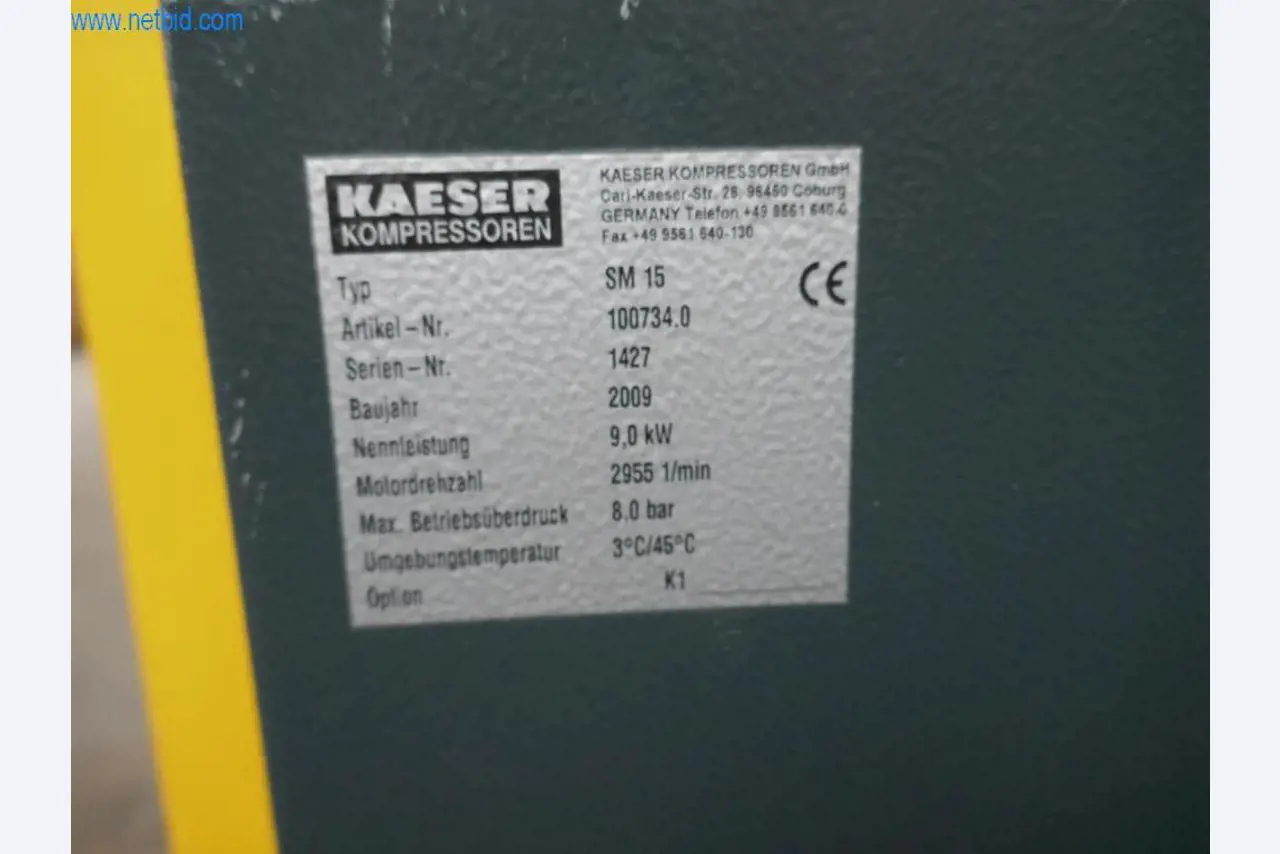 www.netbid.com
KAESER
KOMPRESSOREN
KAESER KOMPRESSOREN GmbH
Carl-Kaeser-Str. 26, 96450 Coburg
GERMANY Telefon +49 9561 640-0
Fax +49 9561 640-130
CE
Typ SM 15
Artikel-Nr. 100734.0
Serien-Nr. 1427
Baujahr 2009
Nennleistung 9,0 kW
Motordrehzahl 2955 1/min
Max. Betriebsüberdruck 8,0 bar
Umgebungstemperatur 3°C/45°C
Option K1